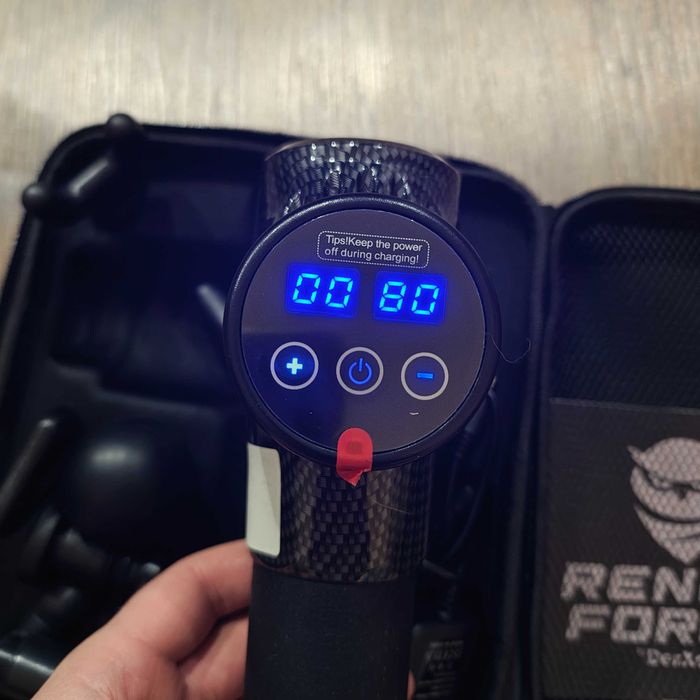 Tips!Keep the power
off during charging!
00 80
+ -
REN
FOR